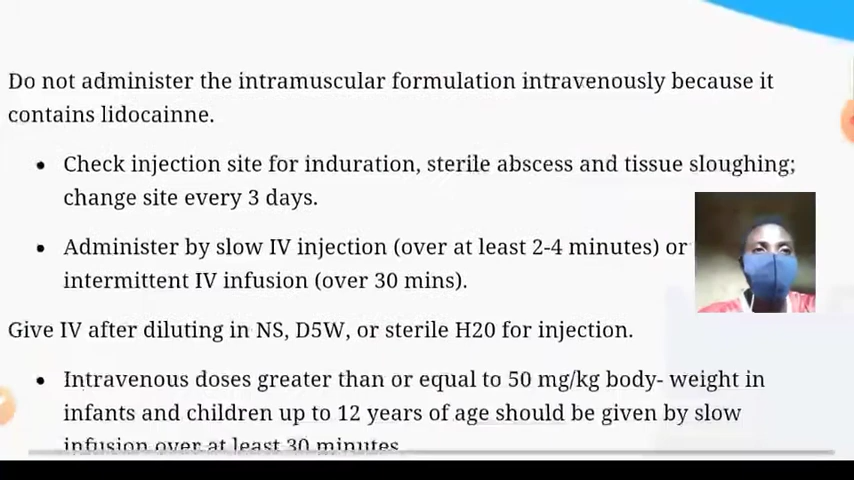 Do not administer the intramuscular formulation intravenously because it
contains lidocainne.
• Check injection site for induration, sterile abscess and tissue sloughing;
change site every 3 days.
• Administer by slow IV injection (over at least 2-4 minutes) or
intermittent IV infusion (over 30 mins).
Give IV after diluting in NS, D5W, or sterile H20 for injection.
• Intravenous doses greater than or equal to 50 mg/kg body- weight in
infants and children up to 12 years of age should be given by slow
infusion over at least 30 minutes